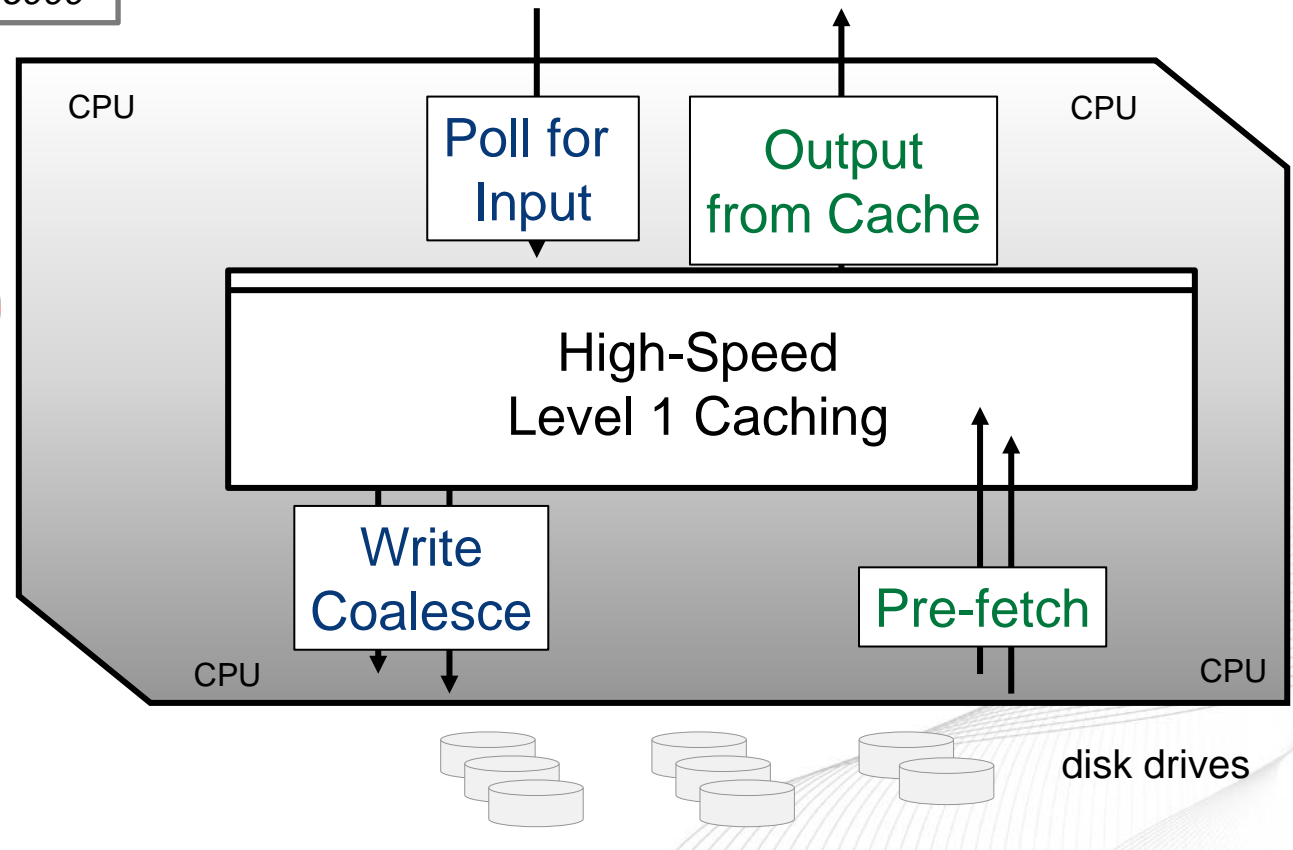 CPU
CPU
Poll for
Input
Output
from Cache
High-Speed
Level 1 Caching
Write
Coalesce
Pre-fetch
CPU
CPU
disk drives